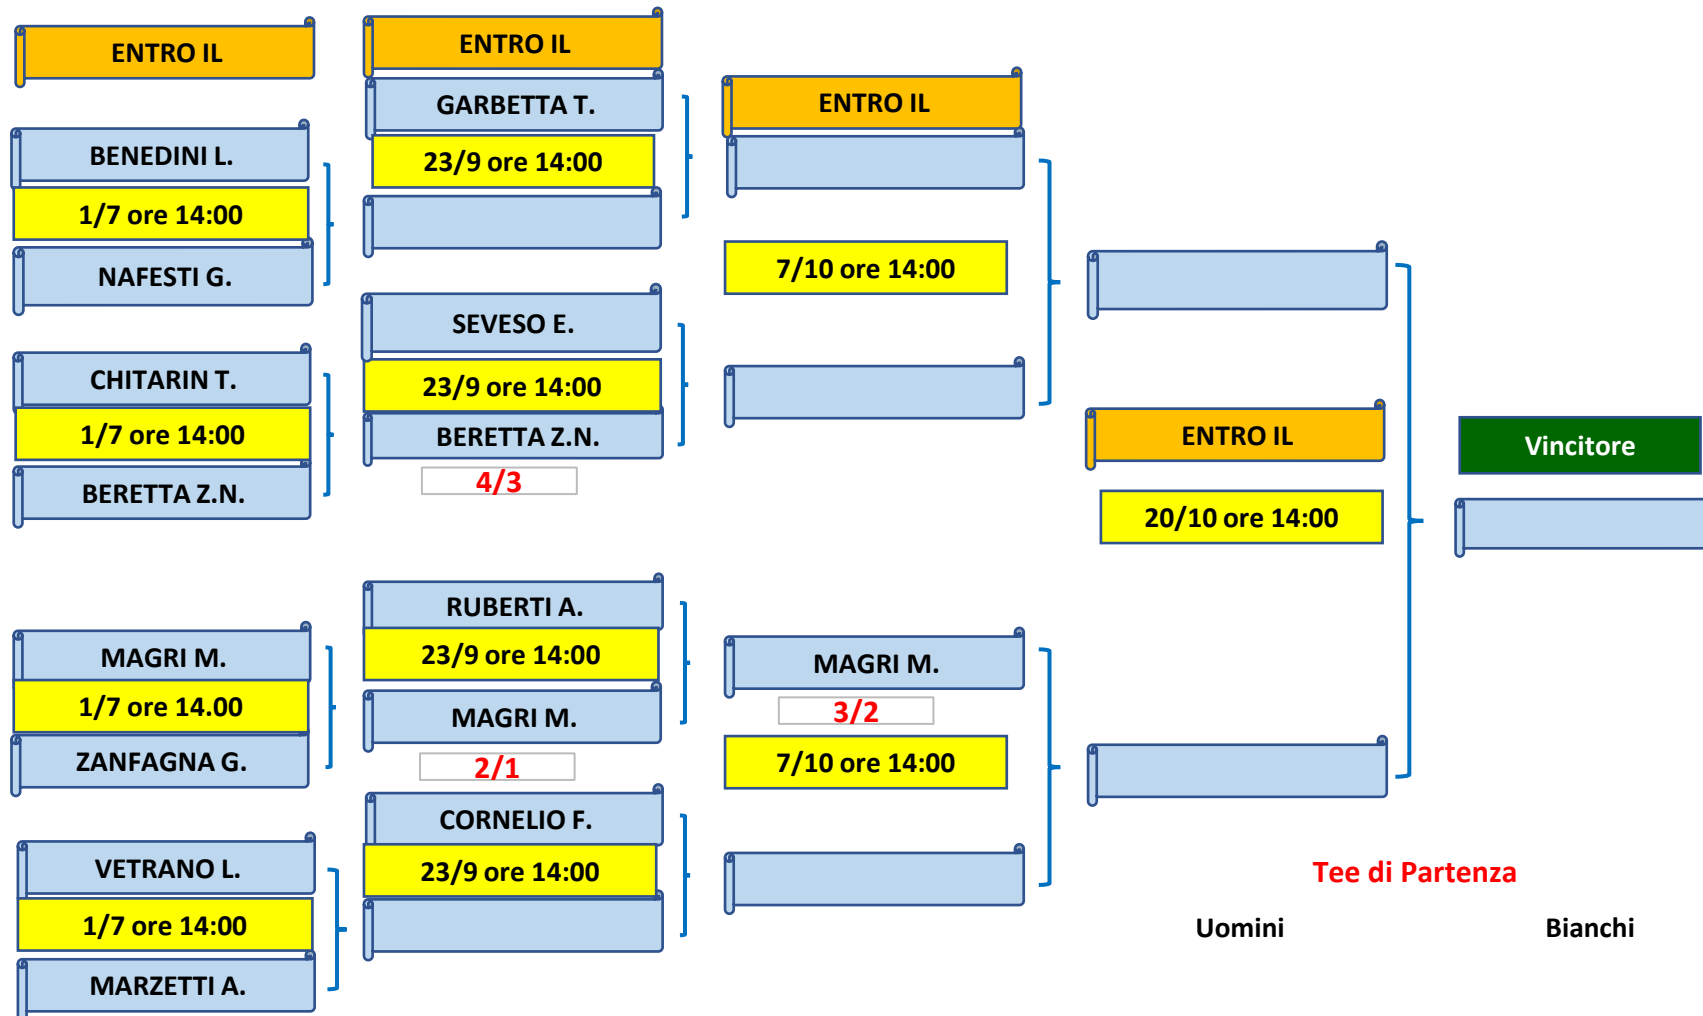 ENTRO IL
BENEDINI L.
1/7 ore 14:00
NAFESTI G.
CHITARIN T.
1/7 ore 14:00
BERETTA Z.N.
MAGRI M.
1/7 ore 14.00
ZANFAGNA G.
VETRANO L.
1/7 ore 14:00
MARZETTI A.
ENTRO IL
GARBETTA T.
23/9 ore 14:00
SEVESO E.
23/9 ore 14:00
BERETTA Z.N.
4/3
RUBERTI A.
23/9 ore 14:00
MAGRI M.
2/1
CORNELIO F.
23/9 ore 14:00
ENTRO IL
7/10 ore 14:00
MAGRI M.
3/2
7/10 ore 14:00
ENTRO IL
20/10 ore 14:00
Vincitore
Tee di Partenza
Uomini Bianchi